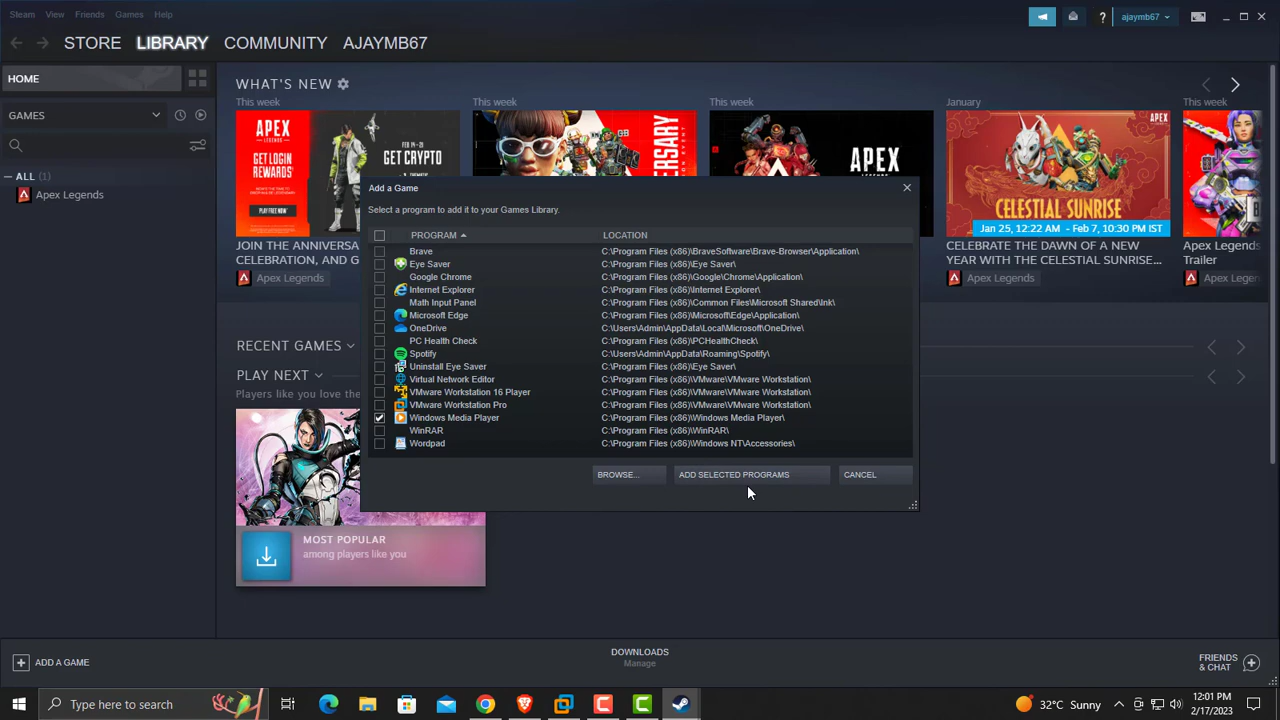 Steam View Friends Games Help
ajaymb67
STORE LIBRARY COMMUNITY AJAYMB67
HOME
WHAT'S NEW
GAMES
ALL (1)
Apex Legends
This week
This week
This week
January
This week
APEX
LEGENDS
GET LOGIN
REWARDS
PLAY FREE NOW
FEB 14-21
GET CRYPTO
ERSARY
APEX
LEGENDS
CELESTIAL SUNRISE
Jan 25, 12:22 AM - Feb 7, 10:30 PM IST
JOIN THE ANNIVERSA
CELEBRATION, AND G
Apex Legends
CELEBRATE THE DAWN OF A NEW
YEAR WITH THE CELESTIAL SUNRISE...
Apex Legends
Apex Legends
Trailer
Apex Legen
RECENT GAMES
PLAY NEXT
Players like you love the
MOST POPULAR
among players like you
Add a Game
Select a program to add it to your Games Library.
PROGRAM LOCATION
Brave C:\Program Files (x86)\BraveSoftware\Brave-Browser\Application\
Eye Saver C:\Program Files (x86)\Eye Saver\
Google Chrome C:\Program Files (x86)\Google\Chrome\Application\
Internet Explorer C:\Program Files (x86)\Internet Explorer\
Math Input Panel C:\Program Files (x86)\Common Files\Microsoft Shared\Ink\
Microsoft Edge C:\Program Files (x86)\Microsoft\Edge\Application\
OneDrive C:\Users\Admin\AppData\Local\Microsoft\OneDrive\
PC Health Check C:\Program Files (x86)\PCHealthCheck\
Spotify C:\Users\Admin\AppData\Roaming\Spotify\
Uninstall Eye Saver C:\Program Files (x86)\Eye Saver\
Virtual Network Editor C:\Program Files (x86)\VMware\VMware Workstation\
VMware Workstation 16 Player C:\Program Files (x86)\VMware\VMware Workstation\
VMware Workstation Pro C:\Program Files (x86)\VMware\VMware Workstation\
Windows Media Player C:\Program Files (x86)\Windows Media Player\
WinRAR C:\Program Files (x86)\WinRAR\
Wordpad C:\Program Files (x86)\Windows NT\Accessories\
BROWSE... ADD SELECTED PROGRAMS CANCEL
ADD A GAME
DOWNLOADS
Manage
FRIENDS
& CHAT
Type here to search
32°C Sunny
12:01 PM
2/17/2023